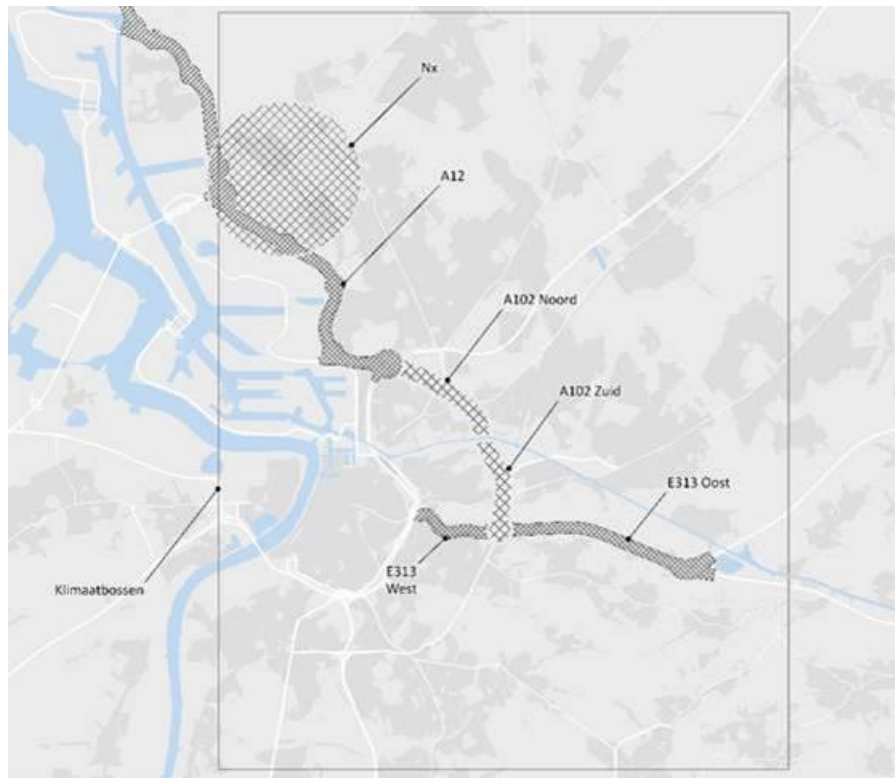 Nx
A12
A102 Noord
A102 Zuid
E313 Oost
E313
West
Klimaatbossen